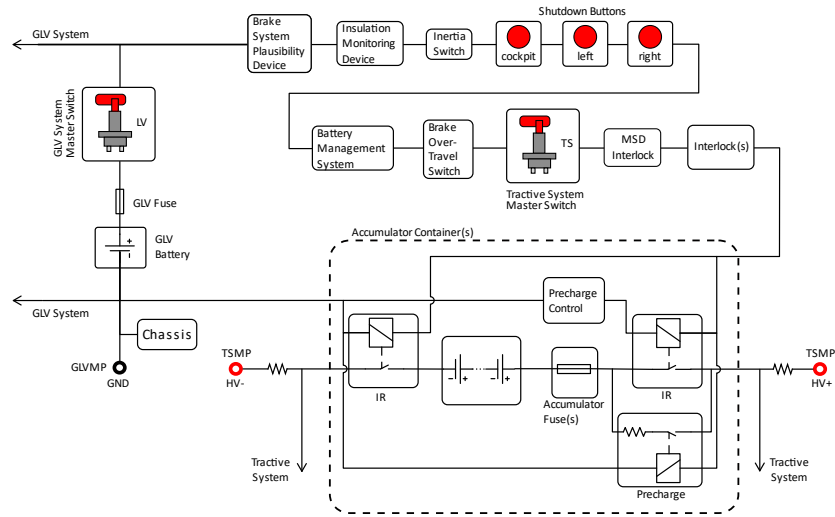 Shutdown Buttons
GLV System
Brake
System
Plausibility
Device
Insulation
Monitoring
Device
Inertia
Switch
cockpit
left
right
GLV System
Master Switch
LV
Battery
Management
System
Brake
Over-
Travel
Switch
TS
MSD
Interlock
Interlock(s)
Tractive System
Master Switch
GLV Fuse
GLV
Battery
+
-
Accumulator Container(s)
GLV System
Precharge
Control
Chassis
GLVMP
GND
TSMP
HV-
IR
- +
- +
Accumulator
Fuse(s)
IR
TSMP
HV+
Tractive
System
Precharge
Tractive
System